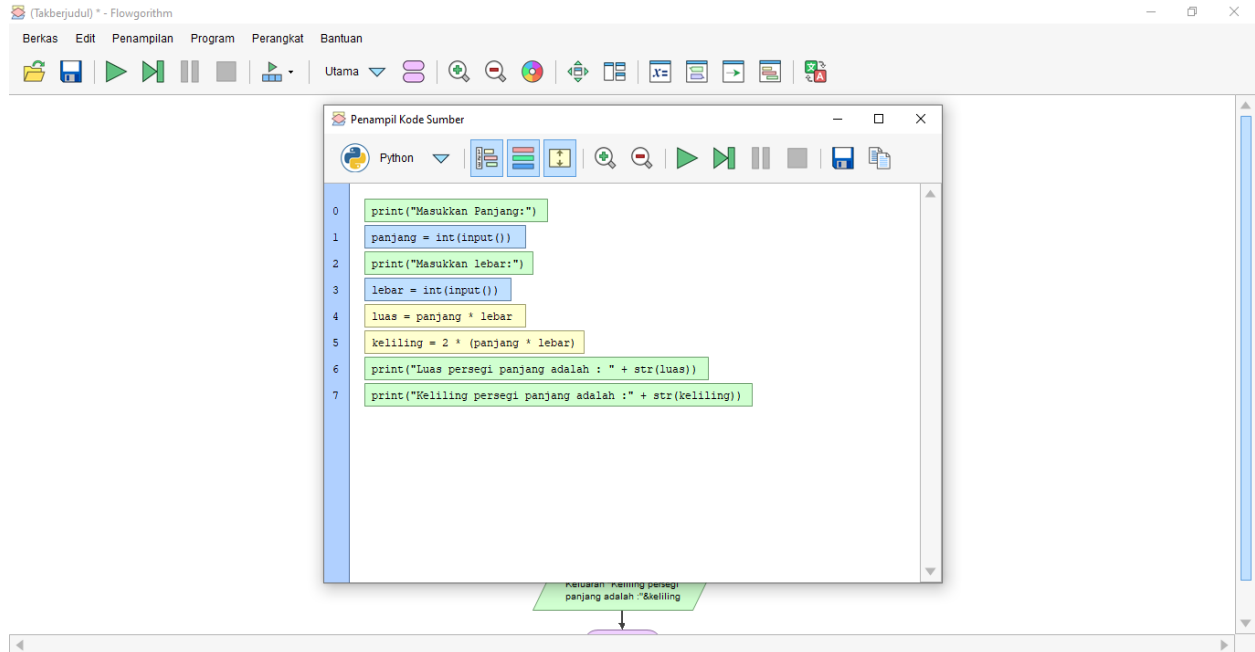 (Takberjudul) * - Flowgorithm
Berkas Edit Penampilan Program Perangkat Bantuan
Utama
Penampil Kode Sumber
Python
0 print("Masukkan Panjang:")
1 panjang = int(input())
2 print("Masukkan lebar:")
3 lebar = int(input())
4 luas = panjang * lebar
5 keliling = 2 * (panjang * lebar)
6 print("Luas persegi panjang adalah : " + str(luas))
7 print("Keliling persegi panjang adalah :" + str(keliling))
Keluaran "Keliling persegi
panjang adalah :"&keliling